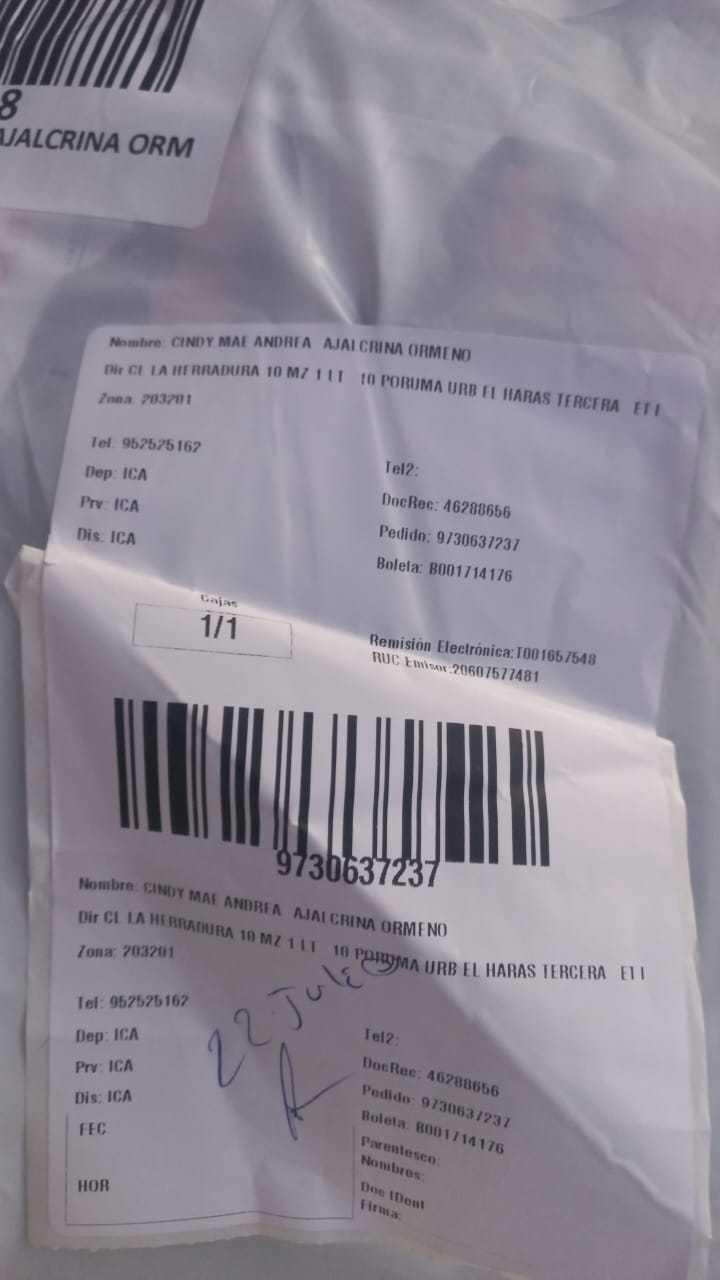 8
AJALCRINA ORM
Nombre: CINDY MAE ANDREA AJALCRINA ORMENO
Dir CL LA HERRADURA 10 MZ 1 LT 10 PORUMA URB EL HARAS TERCERA ET I
Zona: 203201
Tel: 952525162
Tel2:
Dep: ICA
DocRec: 46288656
Prv: ICA
Pedido: 9730637237
Dis: ICA
Boleta: B001714176
Cajas
1/1
Remisión Electrónica:T001657548
RUC Emisor:20607577481
9730637237
Nombre: CINDY MAE ANDREA AJALCRINA ORMENO
Dir CL LA HERRADURA 10 MZ 1 LT 10 PORUMA URB EL HARAS TERCERA ET I
Zona: 203201
Tel: 952525162
Tel2:
Dep: ICA
DocRec: 46288656
Prv: ICA
Pedido: 9730637237
Dis: ICA
Boleta: B001714176
FEC
Parentesco:
Nombres:
HOR
Doc IDent
Firma:
22